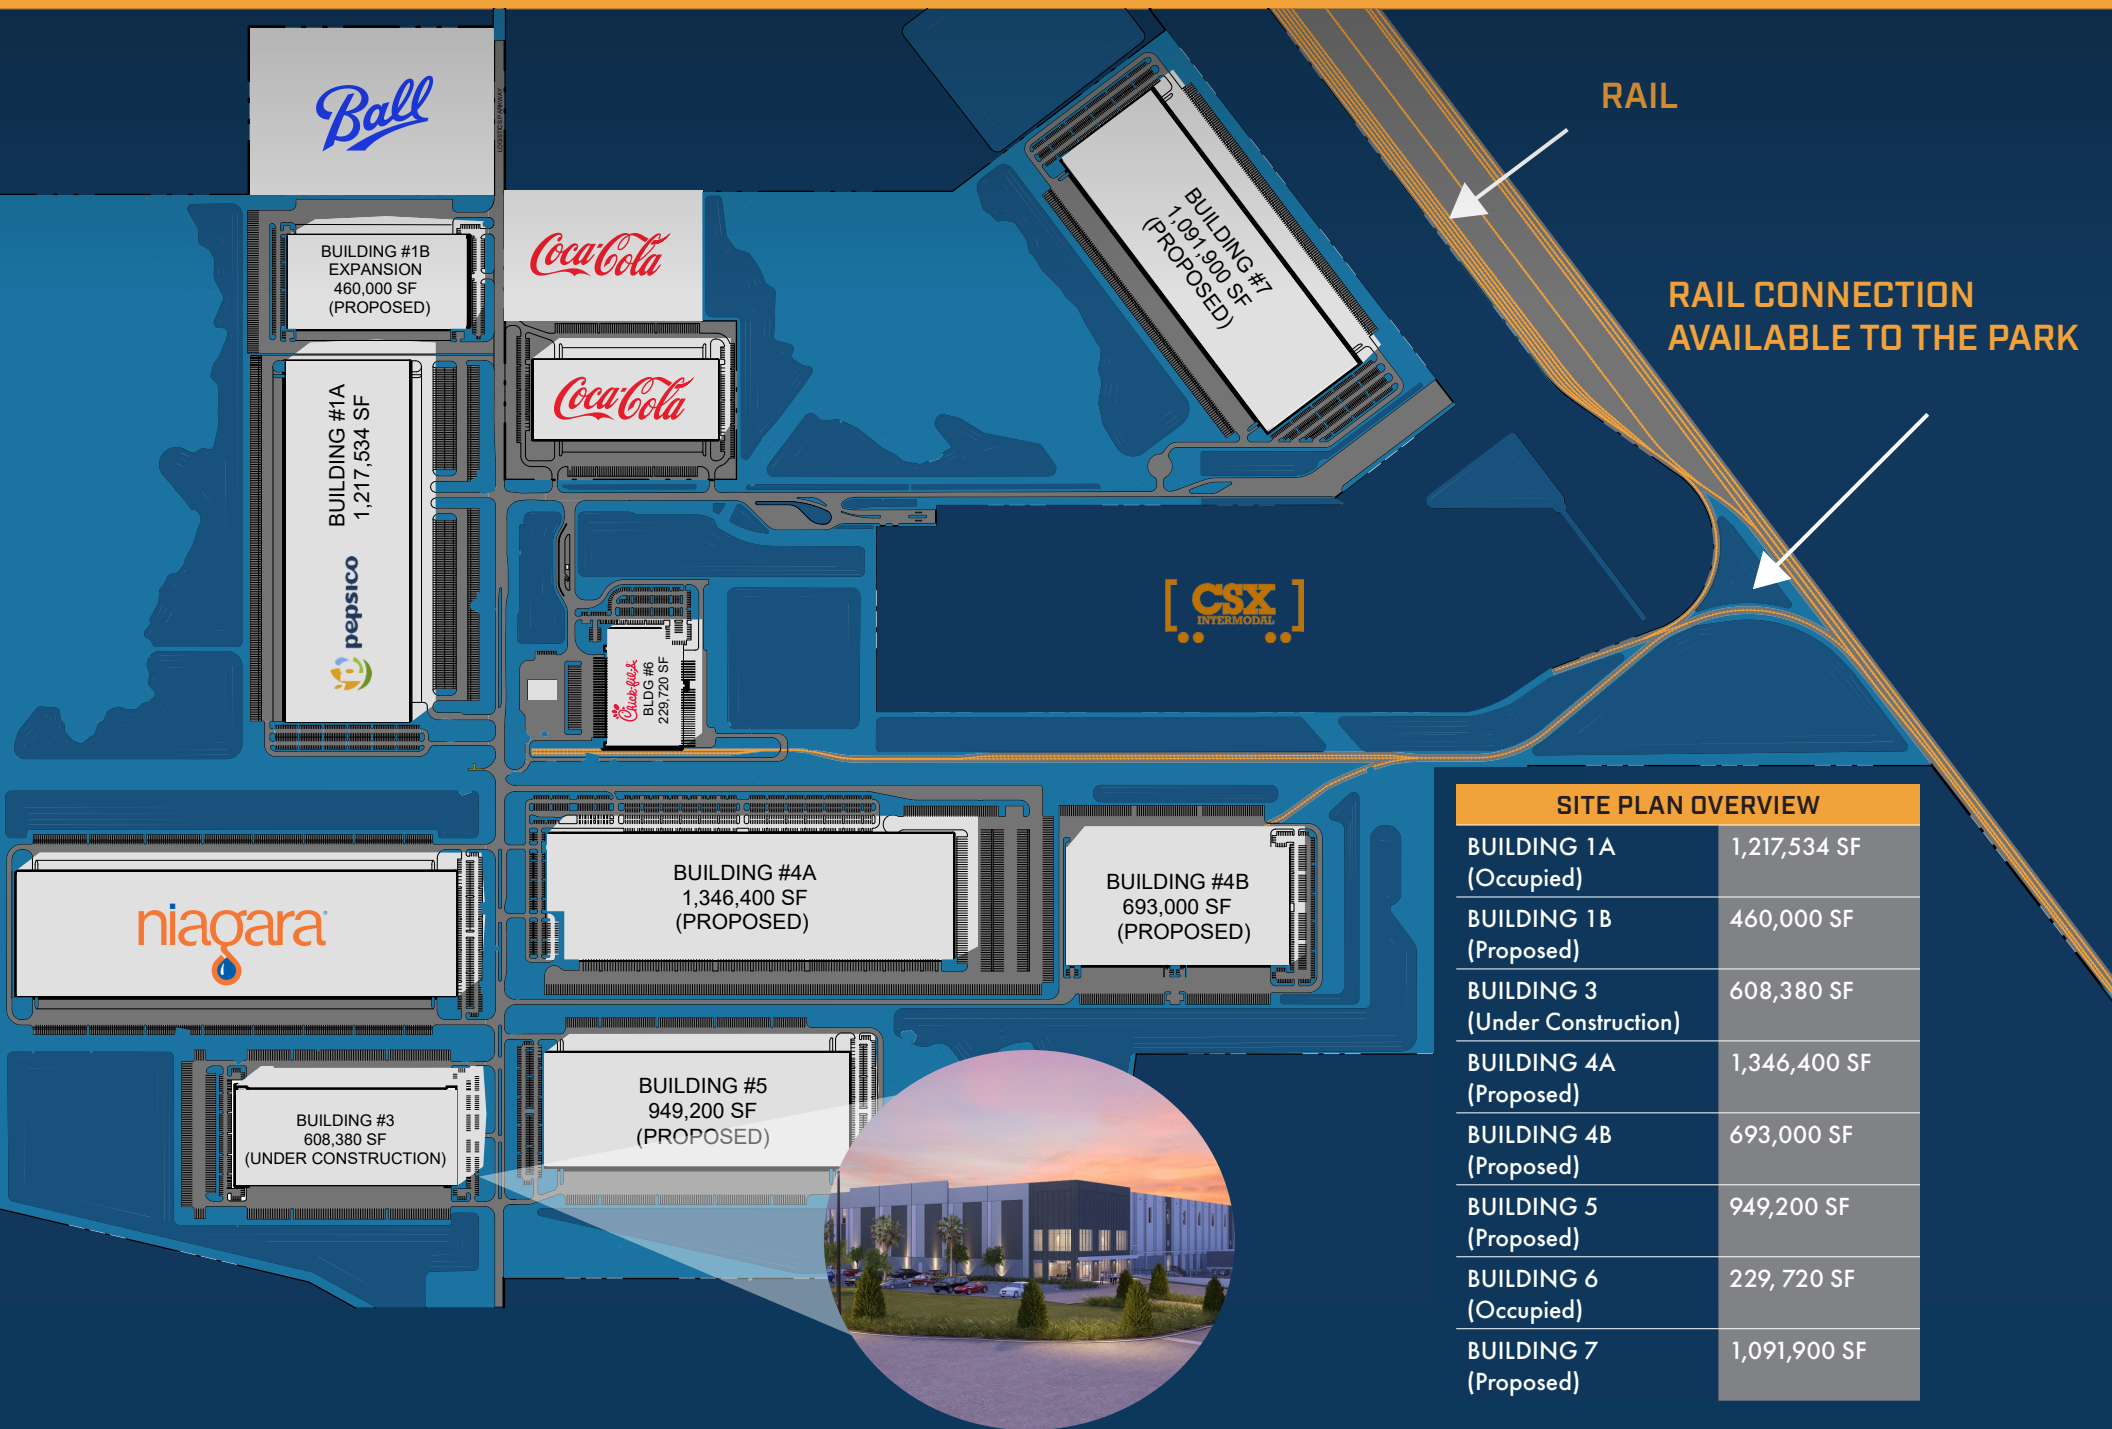 Ball
LOGISTICS PARKWAY
RAIL
BUILDING #1B
EXPANSION
460,000 SF
(PROPOSED)
Coca-Cola
BUILDING #7
1,091,900 SF
(PROPOSED)
RAIL CONNECTION
AVAILABLE TO THE PARK
Coca-Cola
BUILDING #1A
1,217,534 SF
pepsico
CSX
INTERMODAL
Chick-fil-A
BLDG #6
229,720 SF
niagara
BUILDING #4A
1,346,400 SF
(PROPOSED)
BUILDING #4B
693,000 SF
(PROPOSED)
BUILDING #3
608,380 SF
(UNDER CONSTRUCTION)
BUILDING #5
949,200 SF
(PROPOSED)
SITE PLAN OVERVIEW
BUILDING 1A 1,217,534 SF
(Occupied)
BUILDING 1B 460,000 SF
(Proposed)
BUILDING 3 608,380 SF
(Under Construction)
BUILDING 4A 1,346,400 SF
(Proposed)
BUILDING 4B 693,000 SF
(Proposed)
BUILDING 5 949,200 SF
(Proposed)
BUILDING 6 229, 720 SF
(Occupied)
BUILDING 7 1,091,900 SF
(Proposed)